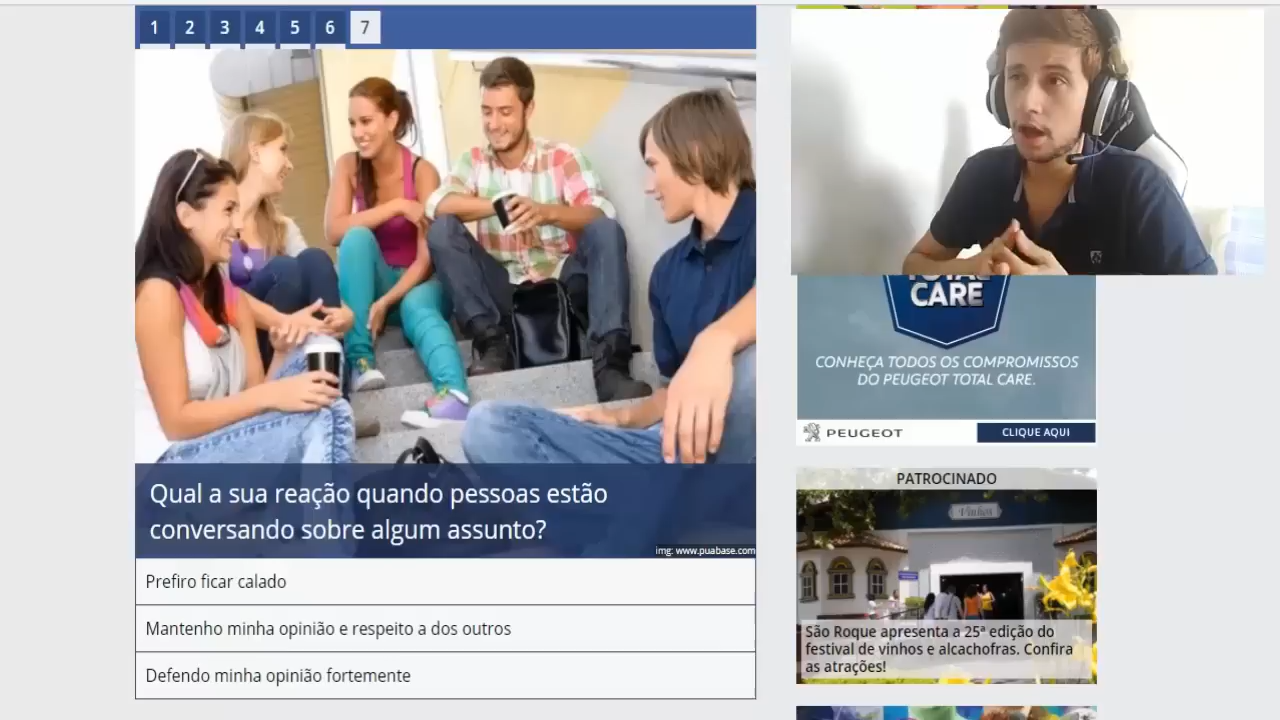 1 2 3 4 5 6 7
Qual a sua reação quando pessoas estão
conversando sobre algum assunto?
img: www.puabase.com
Prefiro ficar calado
Mantenho minha opinião e respeito a dos outros
Defendo minha opinião fortemente
TOTAL
CARE
CONHEÇA TODOS OS COMPROMISSOS
DO PEUGEOT TOTAL CARE.
PEUGEOT
CLIQUE AQUI
PATROCINADO
São Roque apresenta a 25ª edição do
festival de vinhos e alcachofras. Confira
as atrações!